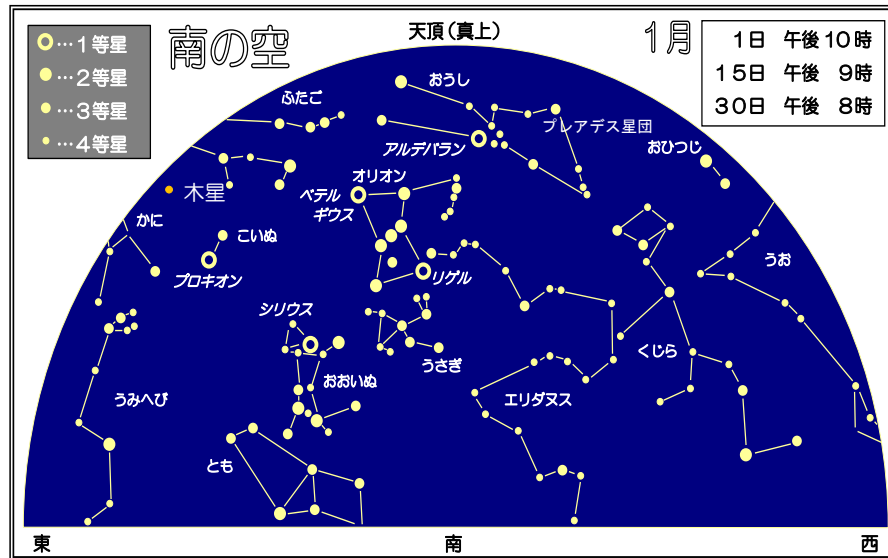 …1等星
…2等星
…3等星
…4等星
南の空
天頂(真上)
1月
1日 午後10時
15日 午後 9時
30日 午後 8時
おうし
ふたご
プレアデス星団
アルデバラン
おひつじ
オリオン
ベテル
ギウス
木星
かに
こいぬ
プロキオン
リゲル
うお
シリウス
うさぎ
くじら
おおいぬ
エリダヌス
うみへび
とも
東
南
西